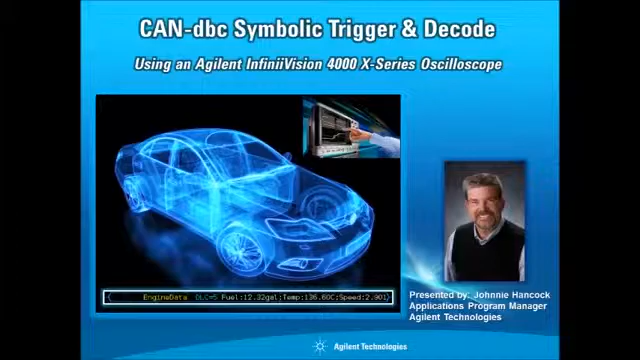 CAN-dbc Symbolic Trigger & Decode
Using an Agilent InfiniiVision 4000 X-Series Oscilloscope
EngineData DLC=5 Fuel:12.32gal;Temp:136.60C;Speed:2.901
Presented by: Johnnie Hancock
Applications Program Manager
Agilent Technologies
Agilent Technologies